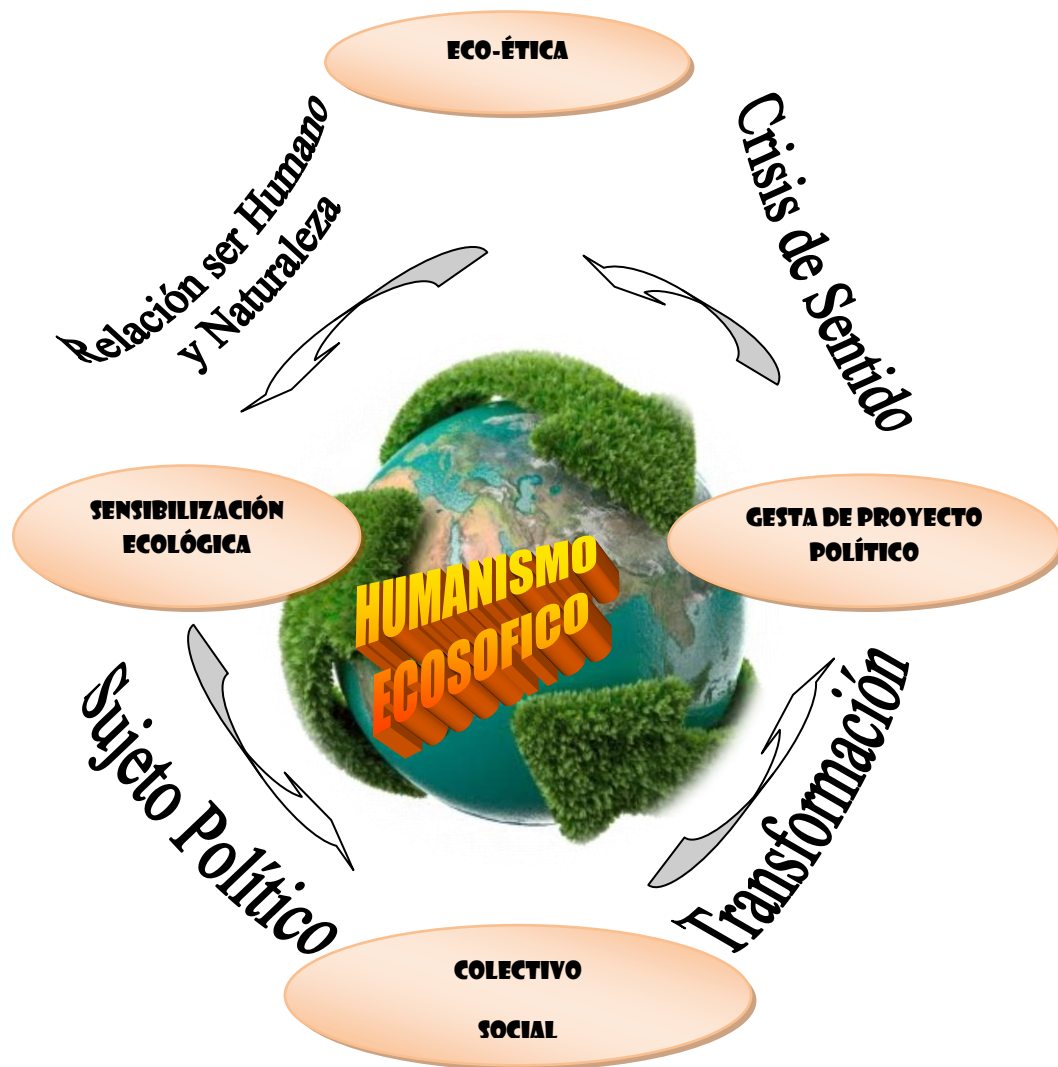 ECO-ÉTICA
Relación ser Humano
y Naturaleza
Crisis de Sentido
SENSIBILIZACIÓN
ECOLÓGICA
GESTA DE PROYECTO
POLÍTICO
HUMANISMO
ECOSOFICO
Sujeto Político
Transformación
COLECTIVO
SOCIAL